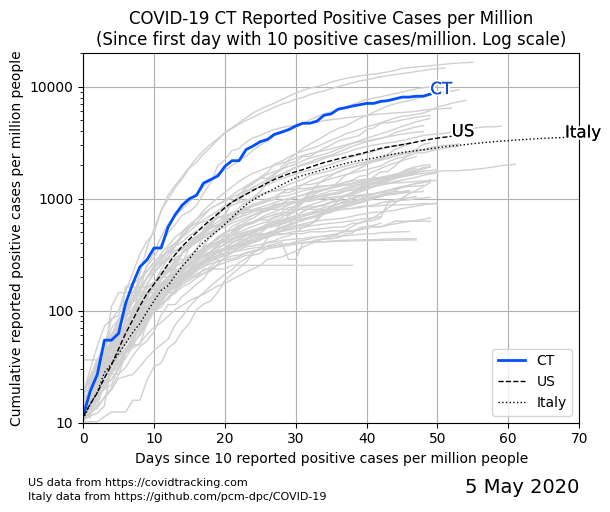 COVID-19 CT Reported Positive Cases per Million
(Since first day with 10 positive cases/million. Log scale)
Cumulative reported positive cases per million people
10000
1000
100
10
CT
US
Italy
CT
US
Italy
0 10 20 30 40 50 60 70
Days since 10 reported positive cases per million people
US data from https://covidtracking.com
Italy data from https://github.com/pcm-dpc/COVID-19
5 May 2020